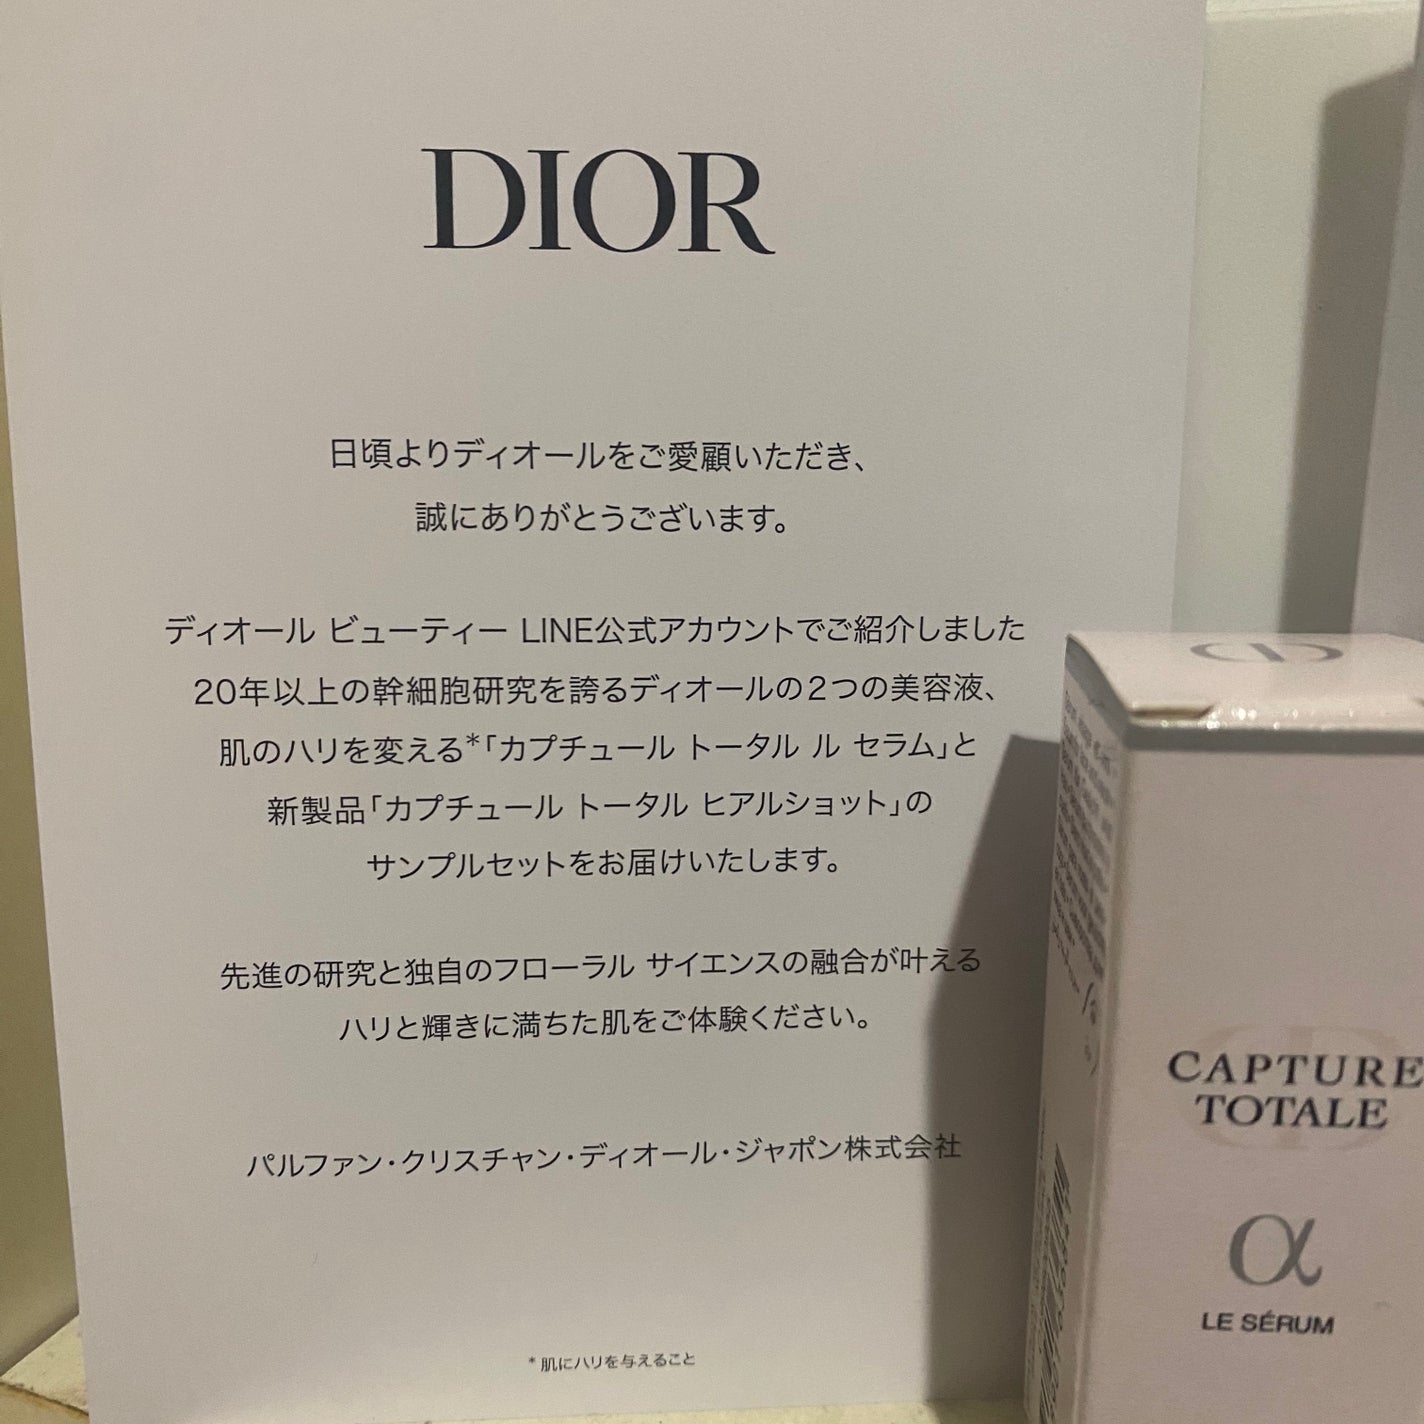 DIOR
日頃よりディオールをご愛顧いただき、
誠にありがとうございます。
ディオール ビューティー LINE公式アカウントでご紹介しました
20年以上の幹細胞研究を誇るディオールの2つの美容液、
肌のハリを変える*「カプチュール トータル ル セラム」と
新製品「カプチュール トータル ヒアルショット」の
サンプルセットをお届けいたします。
先進の研究と独自のフローラル サイエンスの融合が叶える
ハリと輝きに満ちた肌をご体験ください。
パルファン・クリスチャン・ディオール・ジャポン株式会社
*肌にハリを与えること
CAPTURE
TOTALE
α
LE SÉRUM